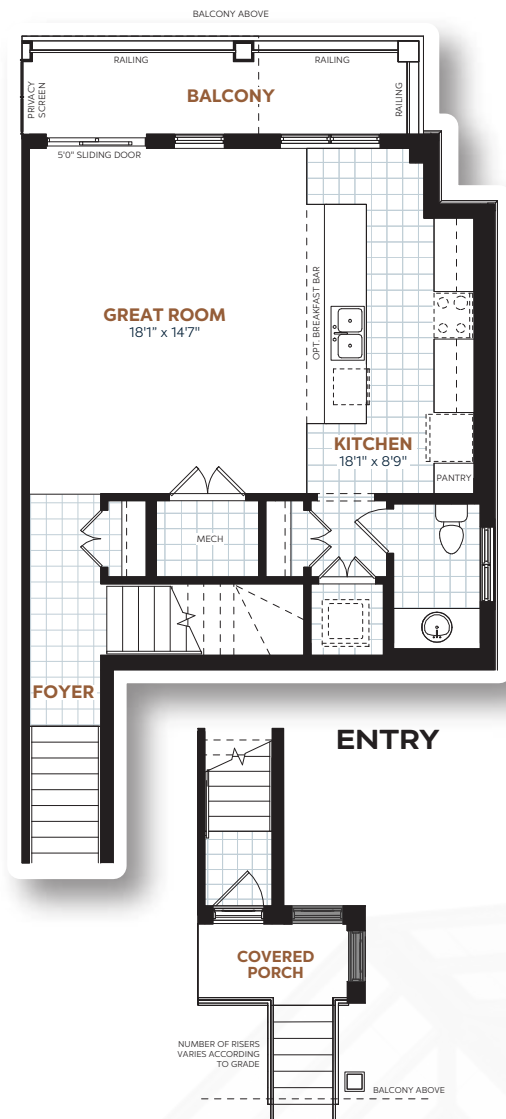 BALCONY ABOVE
RAILING
RAILING
PRIVACY
SCREEN
BALCONY
RAILING
5'0" SLIDING DOOR
OPT. BREAKFAST BAR
GREAT ROOM
18'1" x 14'7"
KITCHEN
18'1" x 8'9"
PANTRY
MECH
FOYER
ENTRY
COVERED
PORCH
NUMBER OF RISERS
VARIES ACCORDING
TO GRADE
BALCONY ABOVE